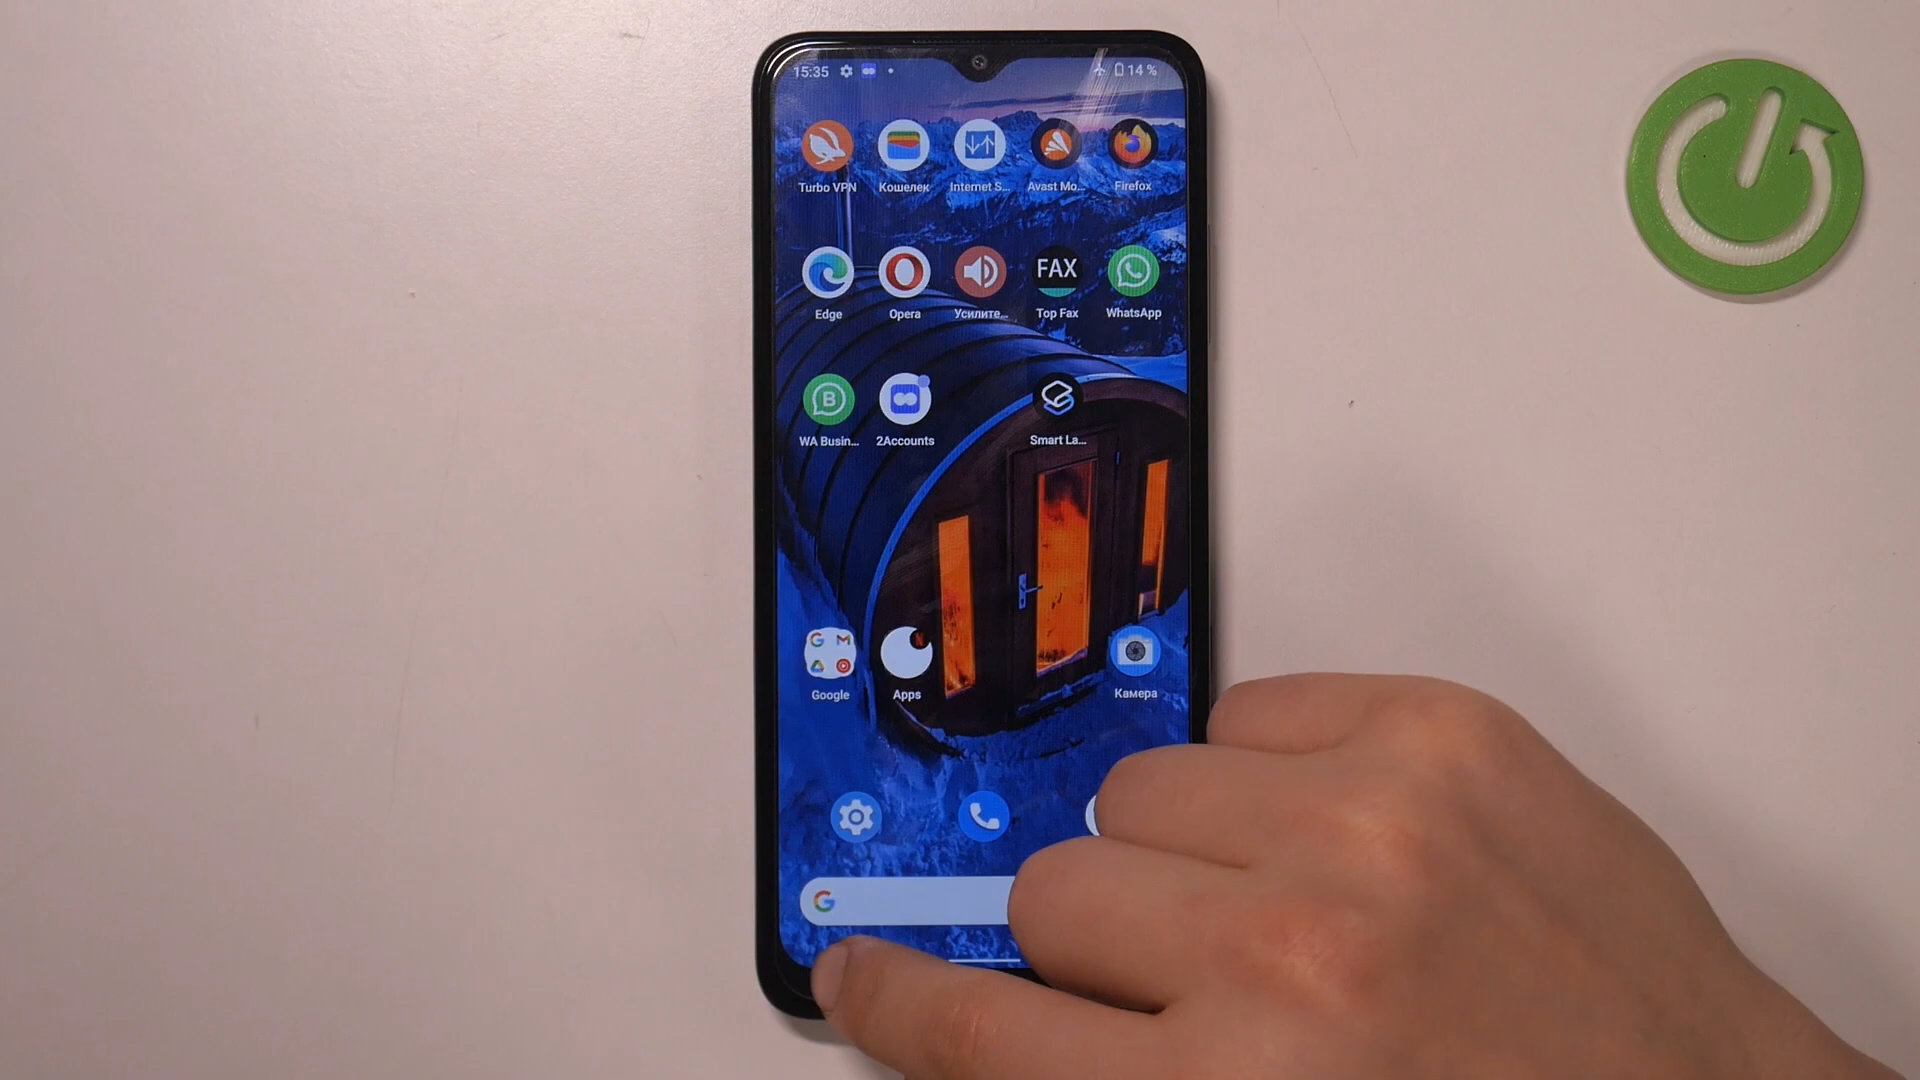 15:35
14 %
Turbo VPN Кошелек Internet S... Avast Mo... Firefox
FAX
Edge Opera Усилите... Top Fax WhatsApp
B
WA Busin... 2Accounts Smart La...
G M
N
Google Apps Камера
G